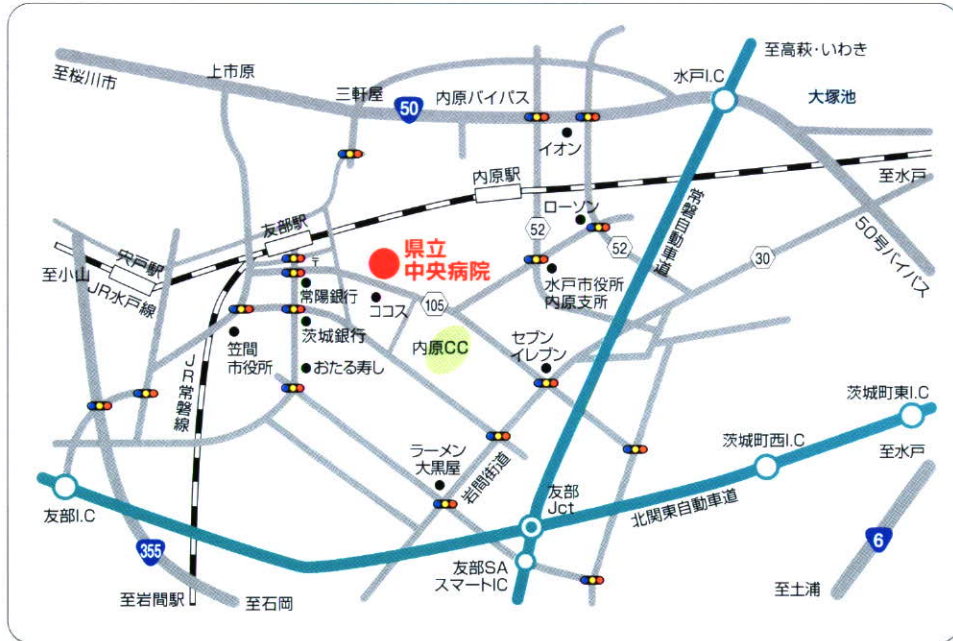 至高萩・いわき
至桜川市
上市原
水戸I.C
大塚池
三軒屋
内原バイパス
50
イオン
内原駅
至水戸
ローソン
常磐自動車道
友部駅
52
52
50号バイパス
県立
中央病院
宍戸駅
至小山
JR水戸線
〒
30
水戸市役所
内原支所
常陽銀行
ココス
105
茨城銀行
笠間
市役所
内原CC
セブン
イレブン
おたる寿し
JR常磐線
茨城町東I.C
茨城町西I.C
ラーメン
大黒屋
岩間街道
至水戸
友部
Jct
北関東自動車道
友部I.C
355
6
友部SA
スマートIC
至岩間駅
至石岡
至土浦